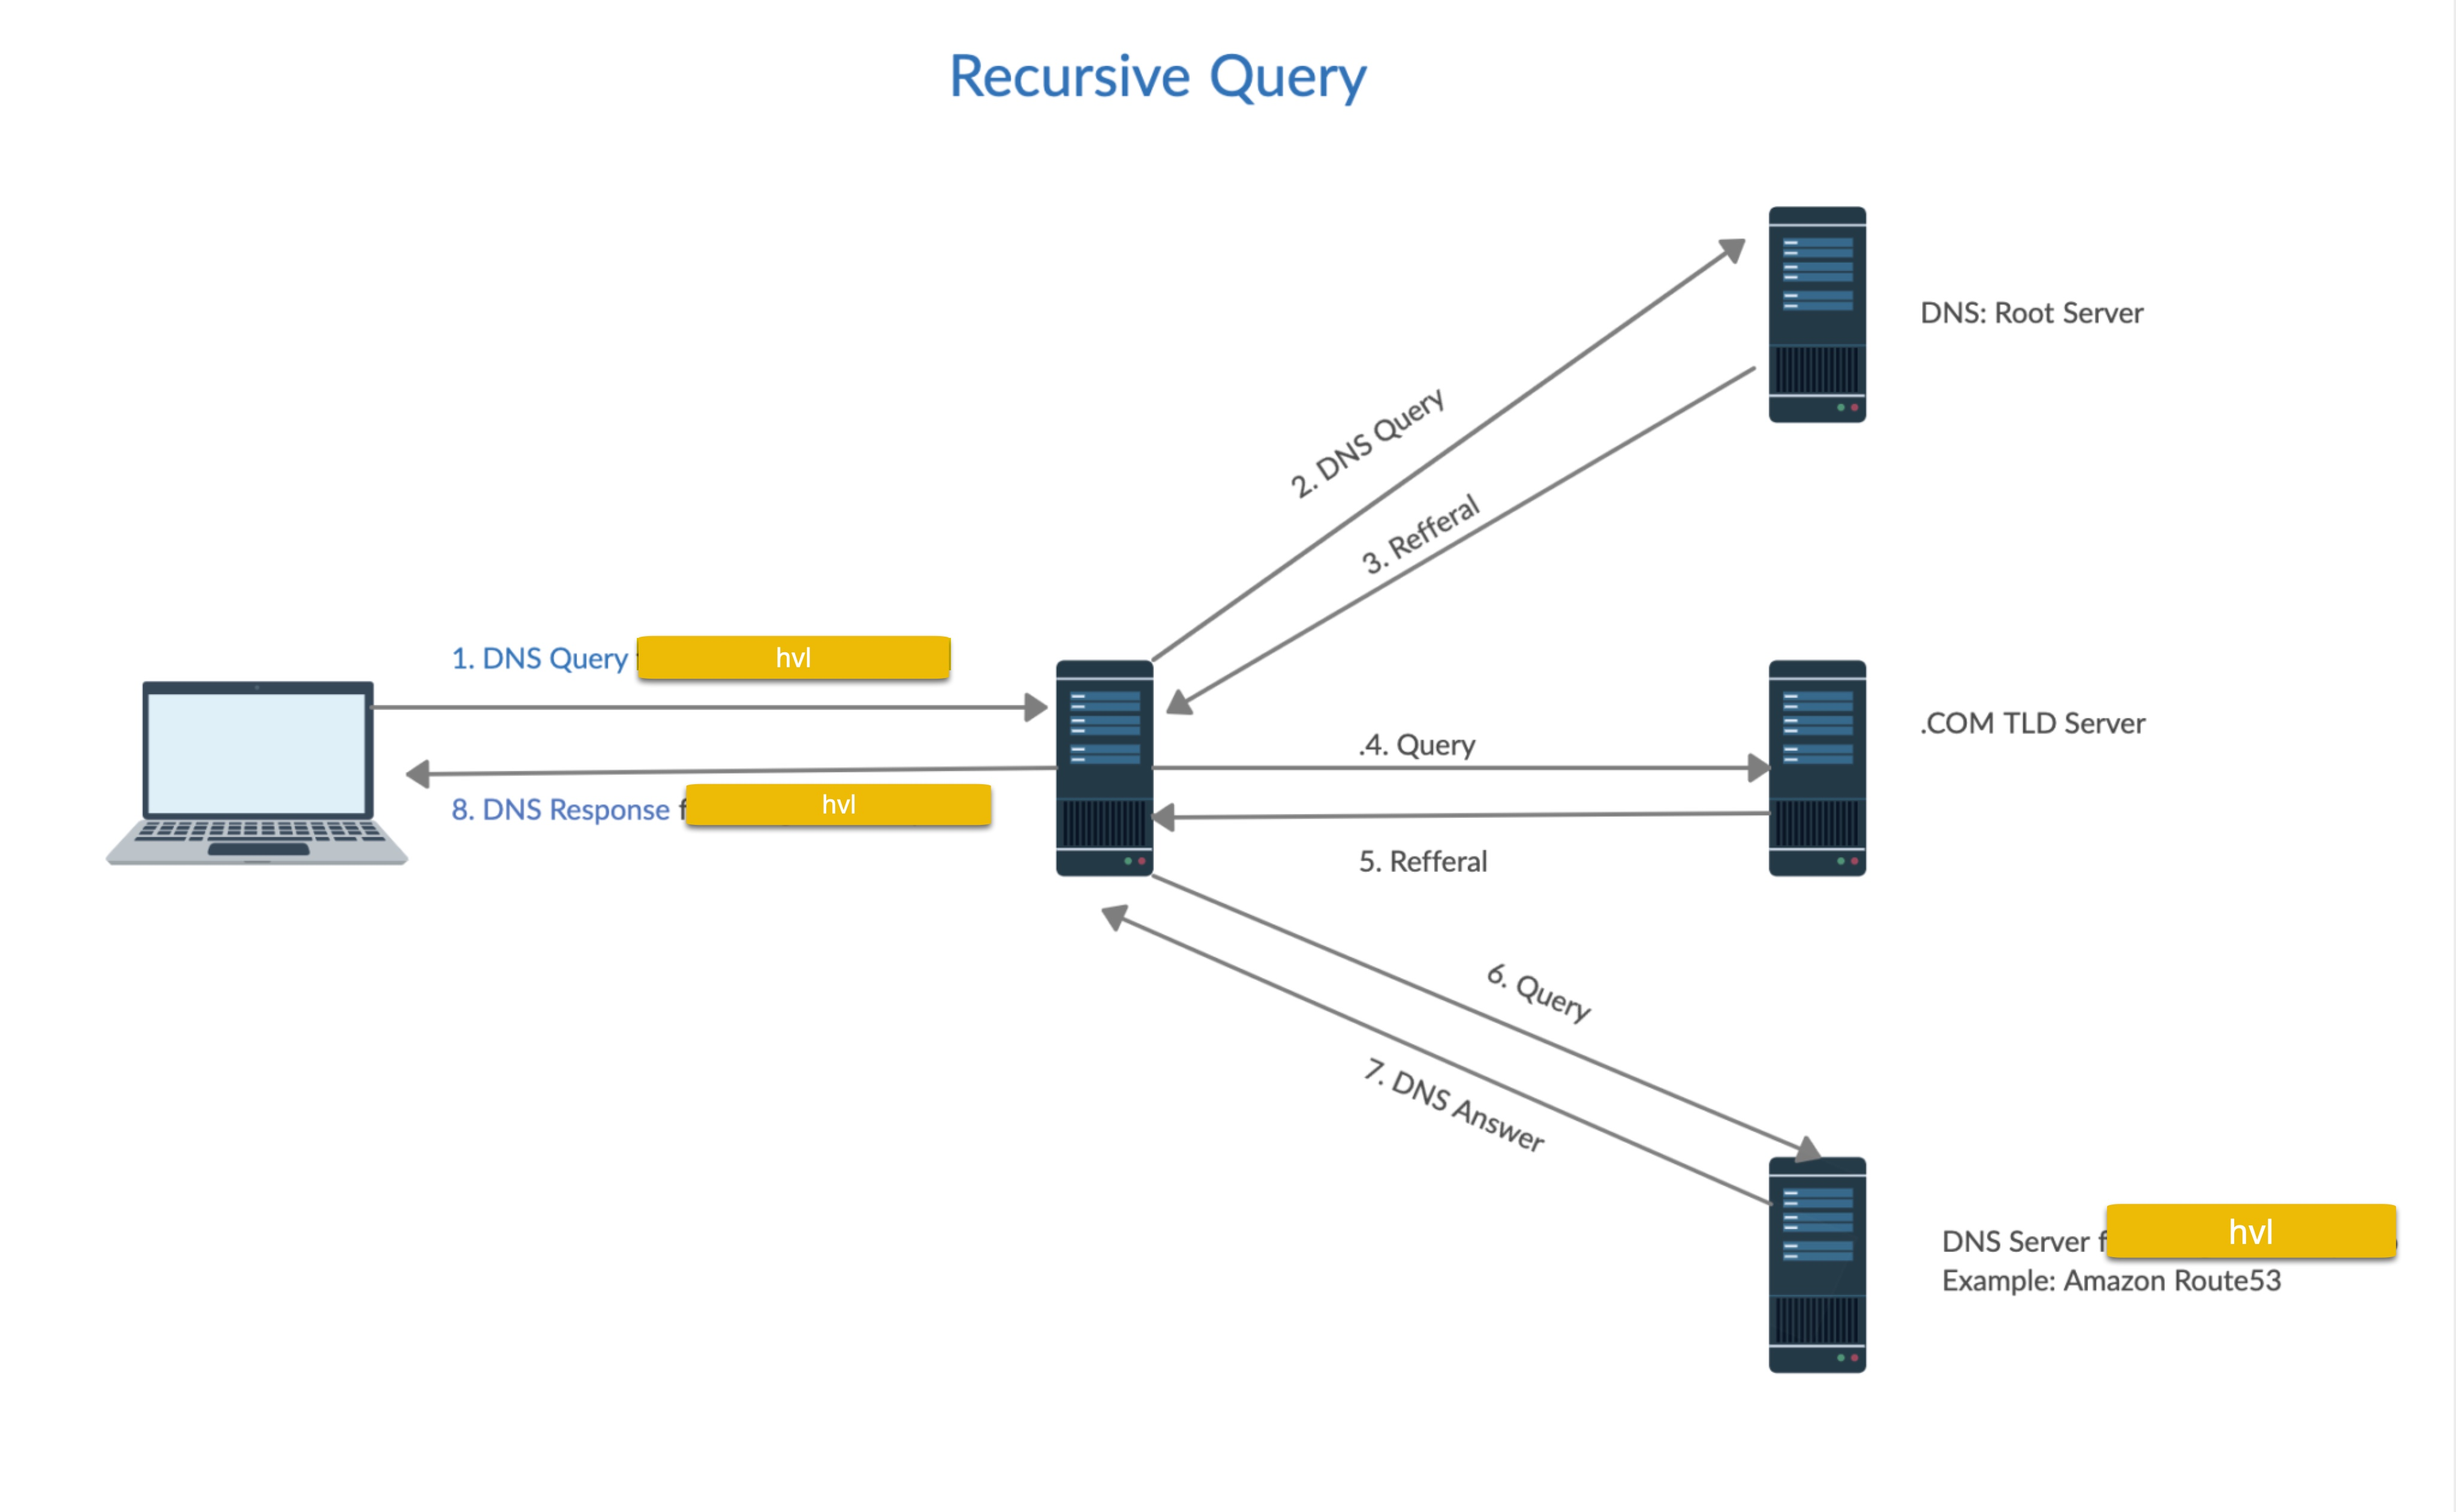 Recursive Query
DNS: Root Server
2. DNS Query
3. Refferal
1. DNS Query
hvl
.COM TLD Server
.4. Query
8. DNS Response f
hvl
5. Refferal
6. Query
7. DNS Answer
DNS Server f
hvl
Example: Amazon Route53